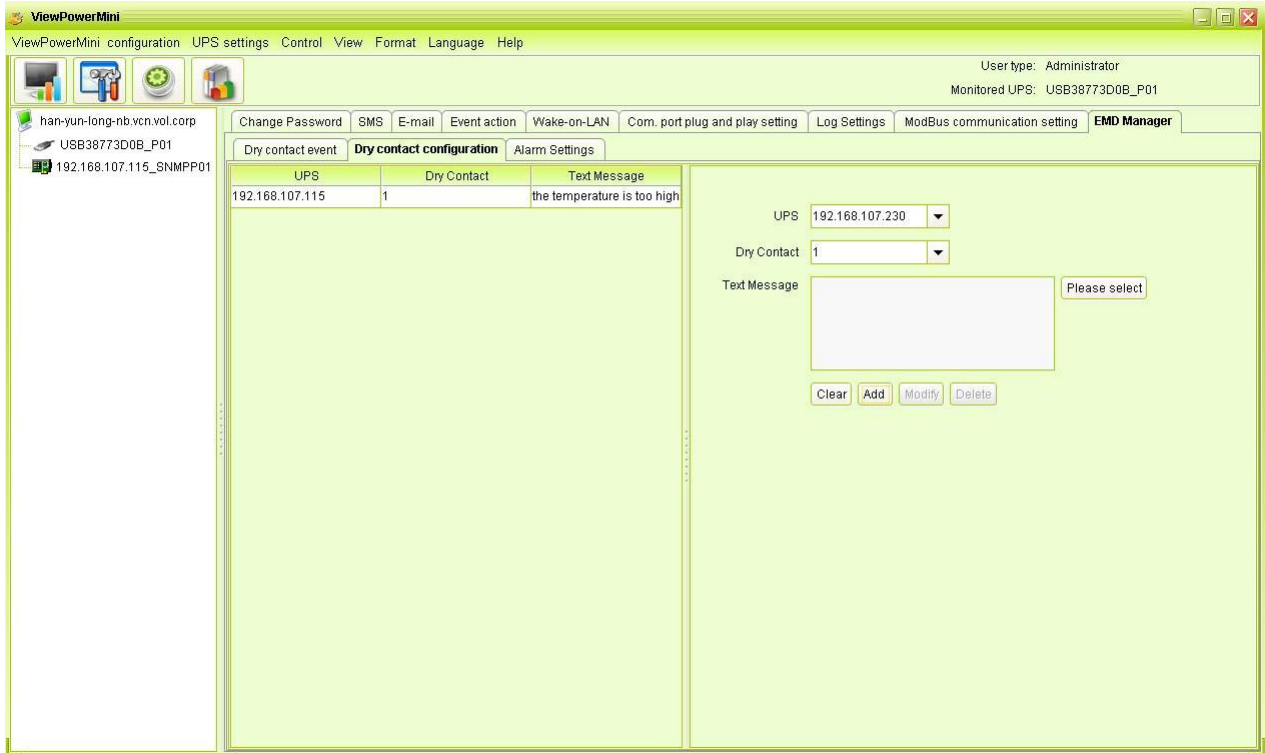 ViewPowerMini
ViewPowerMini configuration UPS settings Control View Format Language Help
User type: Administrator
Monitored UPS: USB38773D0B_P01
han-yun-long-nb.vcn.vol.corp
USB38773D0B_P01
192.168.107.115_SNMPP01
Change Password SMS E-mail Event action Wake-on-LAN Com. port plug and play setting Log Settings ModBus communication setting EMD Manager
Dry contact event Dry contact configuration Alarm Settings
UPS Dry Contact Text Message
192.168.107.115 1 the temperature is too high
UPS 192.168.107.230
Dry Contact 1
Text Message Please select
Clear Add Modify Delete